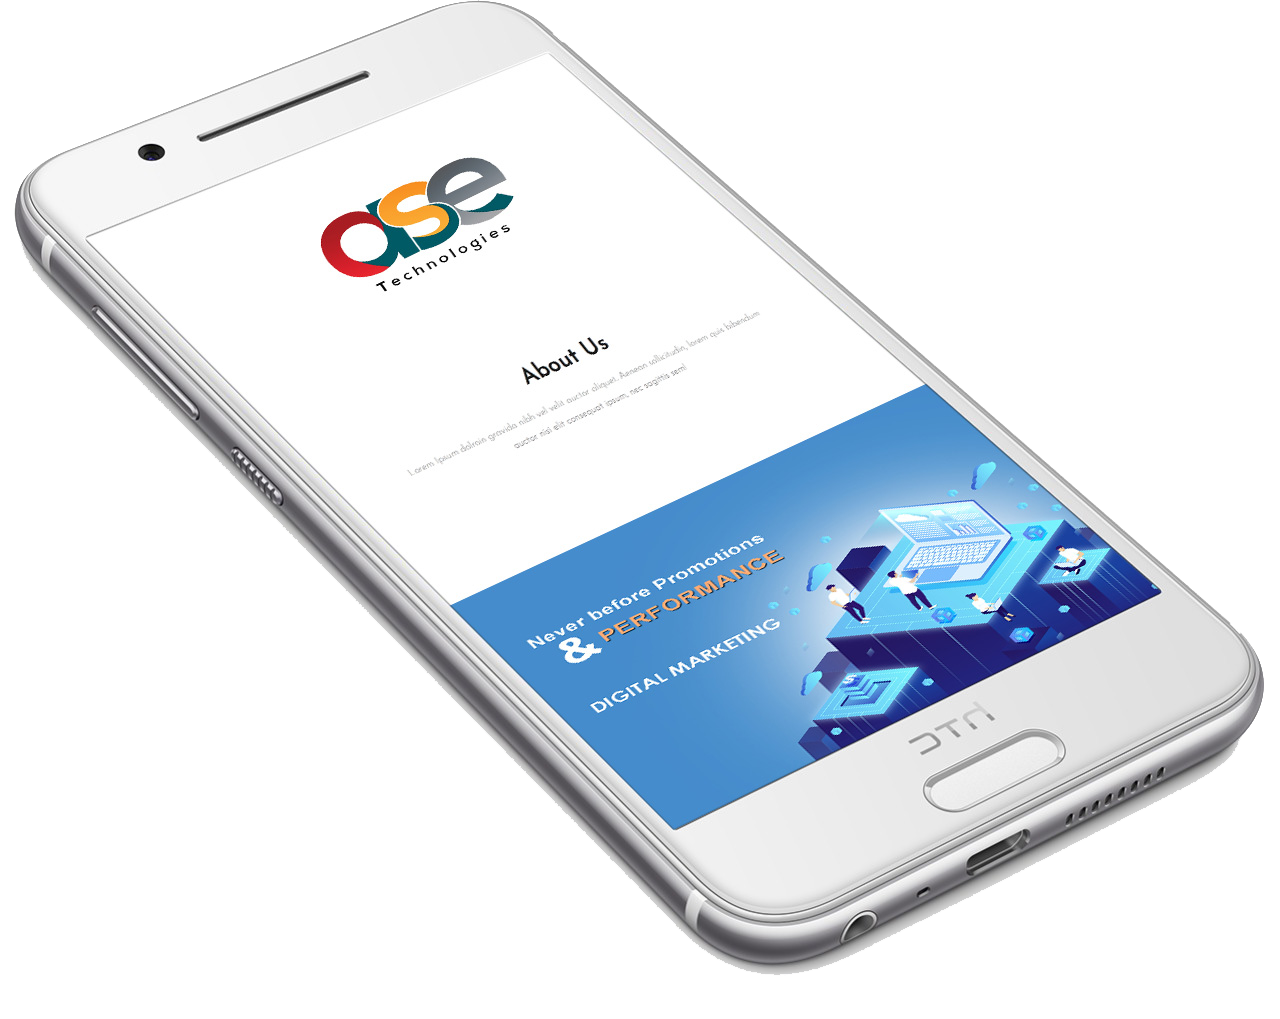 ase
Technologies
About Us
Lorem Ipsum dolroin gravida nibh vel velit auctor aliquet. Aenean sollicitudin, lorem quis bibendum
auctor nisi elit consequat ipsum, nec sagittis sem!
Never before Promotions
& PERFORMANCE
DIGITAL MARKETING